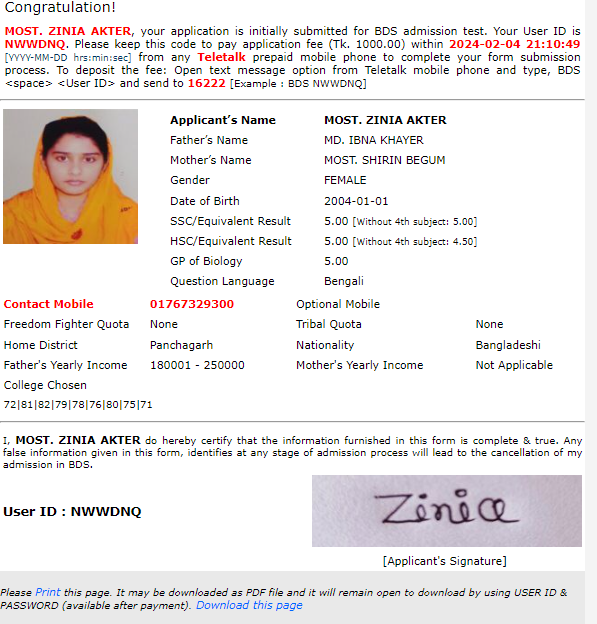 Congratulation!
MOST. ZINIA AKTER, your application is initially submitted for BDS admission test. Your User ID is
NWWDNQ. Please keep this code to pay application fee (Tk. 1000.00) within 2024-02-04 21:10:49
[YYYY-MM-DD hrs:min:sec] from any Teletalk prepaid mobile phone to complete your form submission
process. To deposit the fee: Open text message option from Teletalk mobile phone and type, BDS
<space> <User ID> and send to 16222 [Example : BDS NWWDNQ]
Applicant's Name MOST. ZINIA AKTER
Father's Name MD. IBNA KHAYER
Mother's Name MOST. SHIRIN BEGUM
Gender FEMALE
Date of Birth 2004-01-01
SSC/Equivalent Result 5.00 [Without 4th subject: 5.00]
HSC/Equivalent Result 5.00 [Without 4th subject: 4.50]
GP of Biology 5.00
Question Language Bengali
Contact Mobile 01767329300 Optional Mobile
Freedom Fighter Quota None Tribal Quota None
Home District Panchagarh Nationality Bangladeshi
Father's Yearly Income 180001 - 250000 Mother's Yearly Income Not Applicable
College Chosen
72|81|82|79|78|76|80|75|71
I, MOST. ZINIA AKTER do hereby certify that the information furnished in this form is complete & true. Any
false information given in this form, identifies at any stage of admission process will lead to the cancellation of my
admission in BDS.
User ID : NWWDNQ
Zinia
[Applicant's Signature]
Please Print this page. It may be downloaded as PDF file and it will remain open to download by using USER ID &
PASSWORD (available after payment). Download this page